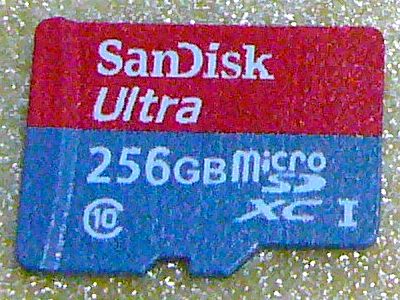 SanDisk
Ultra
256GB micro
SD
10 XC I